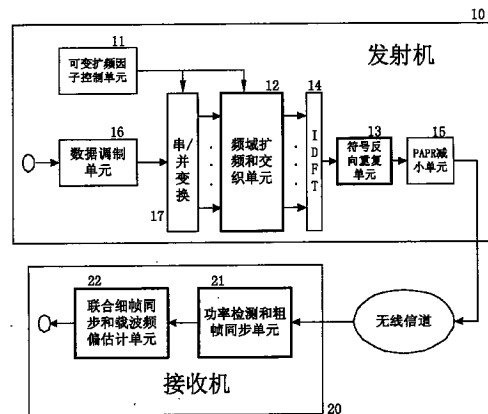 10
发射机
11
可变扩频因
子控制单元
12
频域扩
频和交
织单元
14
I
D
F
T
16
数据调制
单元
串/
并
变
换
17
13
符号反
向重复
单元
15
PAPR减
小单元
22
联合细帧同
步和载波频
偏估计单元
21
功率检测和粗
帧同步单元
无线信道
接收机
20